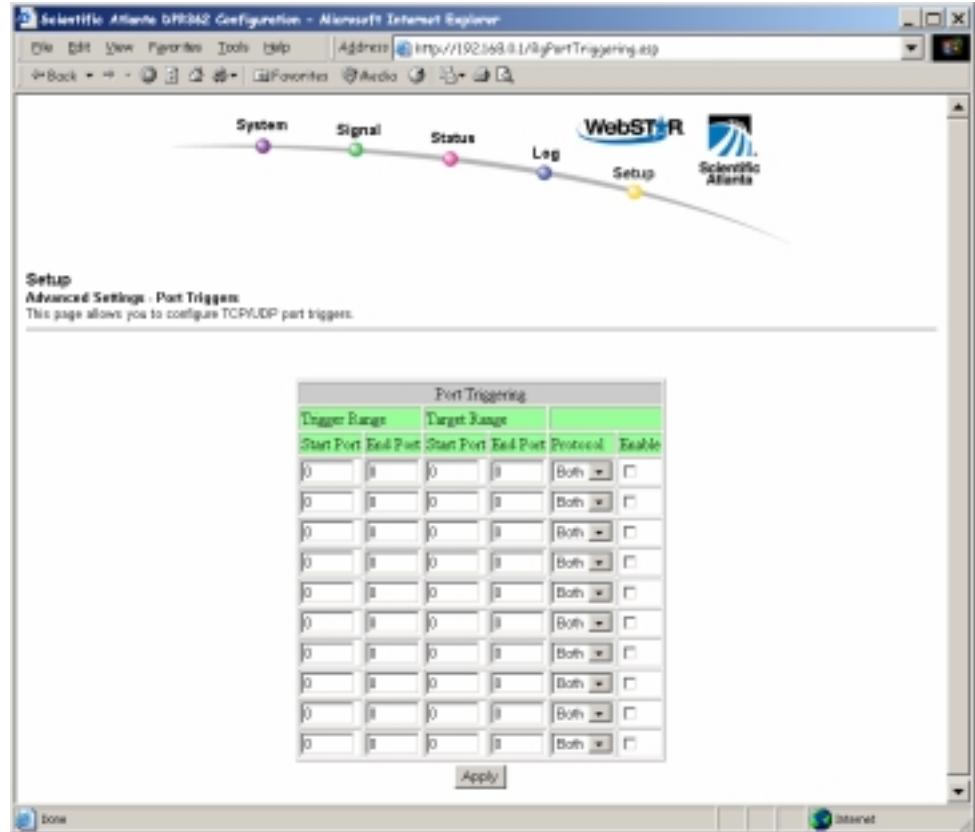 Scientific Atlanta DPR362 Configuration - Microsoft Internet Explorer
File Edit View Favorites Tools Help Address http://192.168.0.1/RgPortTriggering.asp
Back Favorites Media
System
Signal
Status
Log
Setup
WebSTAR
Scientific
Atlanta
Setup
Advanced Settings - Port Triggers
This page allows you to configure TCP/UDP port triggers.
Port Triggering
Trigger Range Target Range
Start Port End Port Start Port End Port Protocol Enable
0 0 0 0 Both
0 0 0 0 Both
0 0 0 0 Both
0 0 0 0 Both
0 0 0 0 Both
0 0 0 0 Both
0 0 0 0 Both
0 0 0 0 Both
0 0 0 0 Both
0 0 0 0 Both
Apply
Done Internet